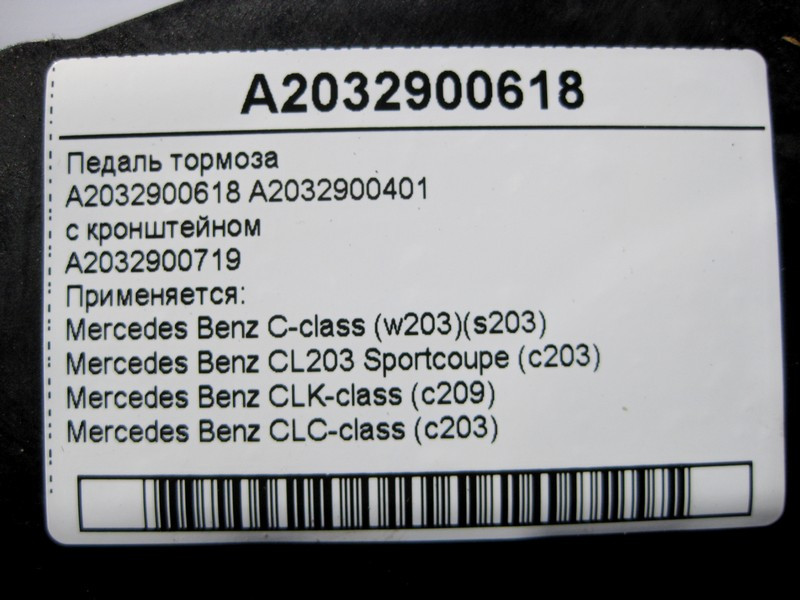 A2032900618
Педаль тормоза
A2032900618 A2032900401
с кронштейном
A2032900719
Применяется:
Mercedes Benz C-class (w203)(s203)
Mercedes Benz CL203 Sportcoupe (c203)
Mercedes Benz CLK-class (c209)
Mercedes Benz CLC-class (c203)